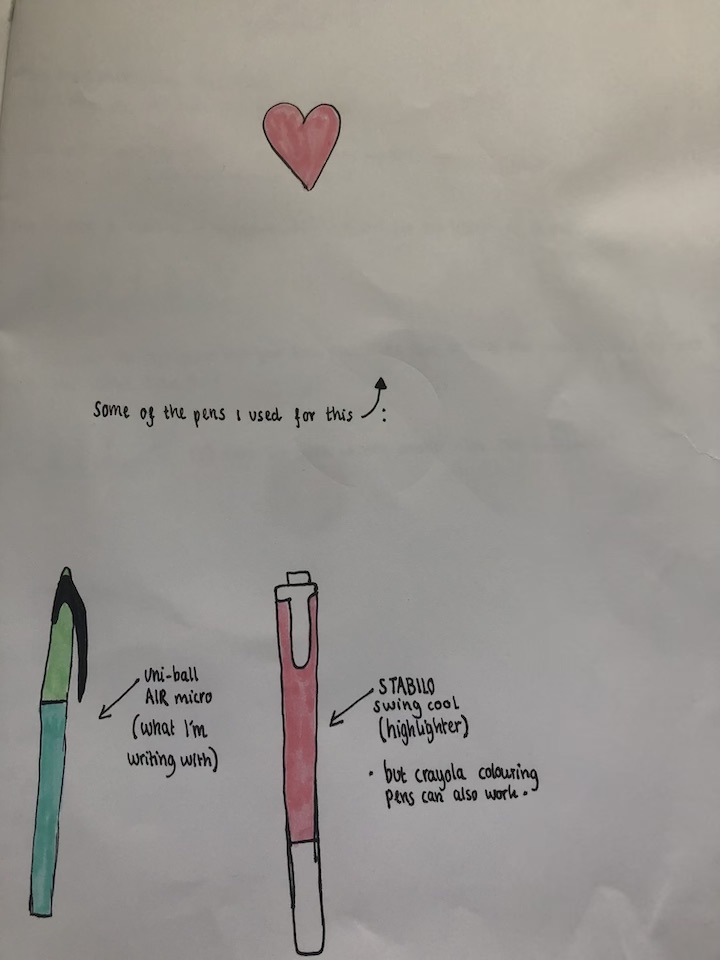 Some of the pens I used for this :
uni-ball
AIR micro
(what I'm
writing with)
STABILO
swing cool
(highlighter)
• but crayola colouring
pens can also work.